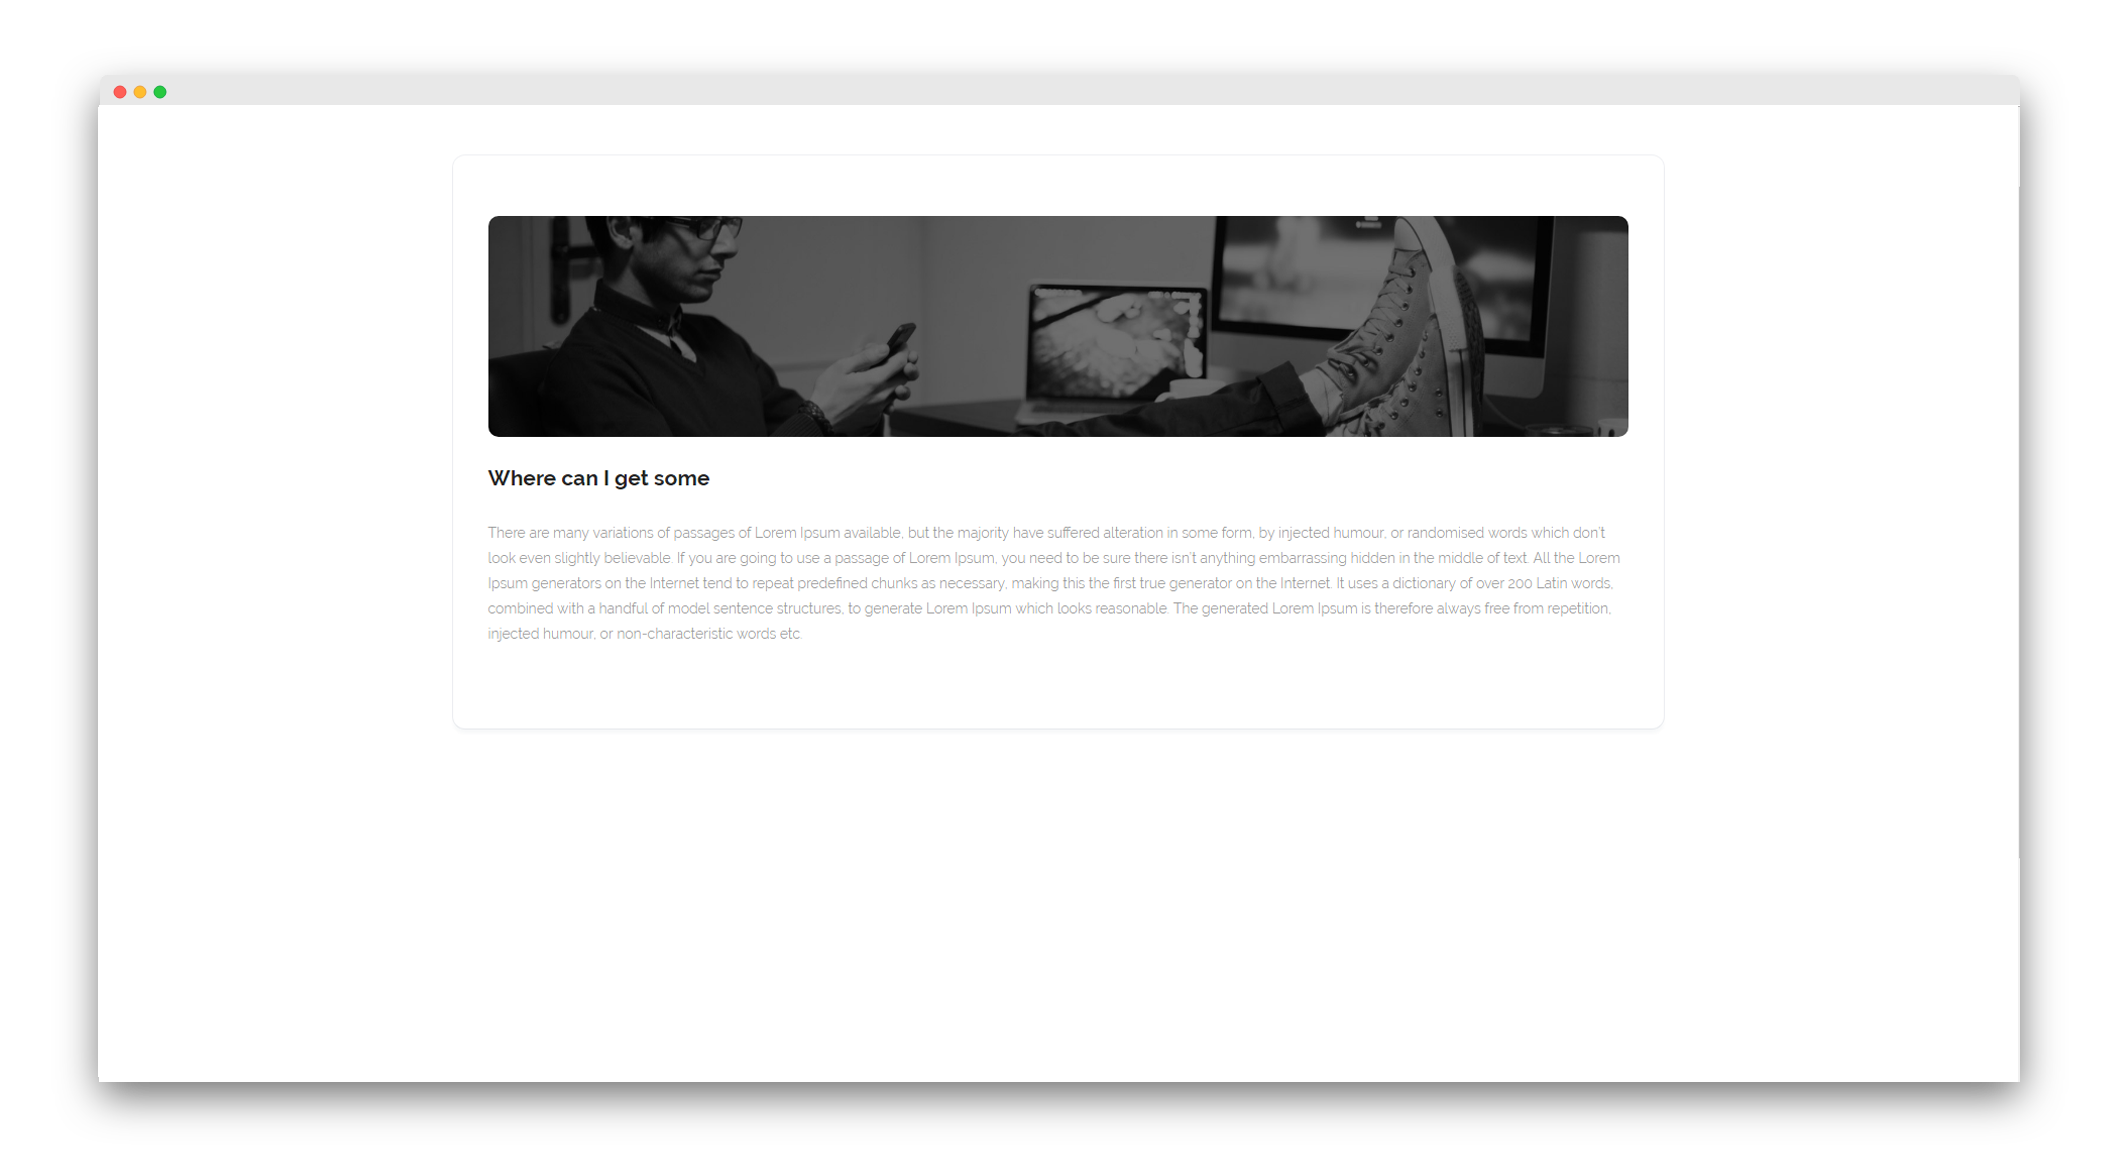 Where can I get some
There are many variations of passages of Lorem Ipsum available, but the majority have suffered alteration in some form, by injected humour, or randomised words which don't
look even slightly believable. If you are going to use a passage of Lorem Ipsum, you need to be sure there isn't anything embarrassing hidden in the middle of text. All the Lorem
Ipsum generators on the Internet tend to repeat predefined chunks as necessary, making this the first true generator on the Internet. It uses a dictionary of over 200 Latin words,
combined with a handful of model sentence structures, to generate Lorem Ipsum which looks reasonable. The generated Lorem Ipsum is therefore always free from repetition,
injected humour, or non-characteristic words etc.